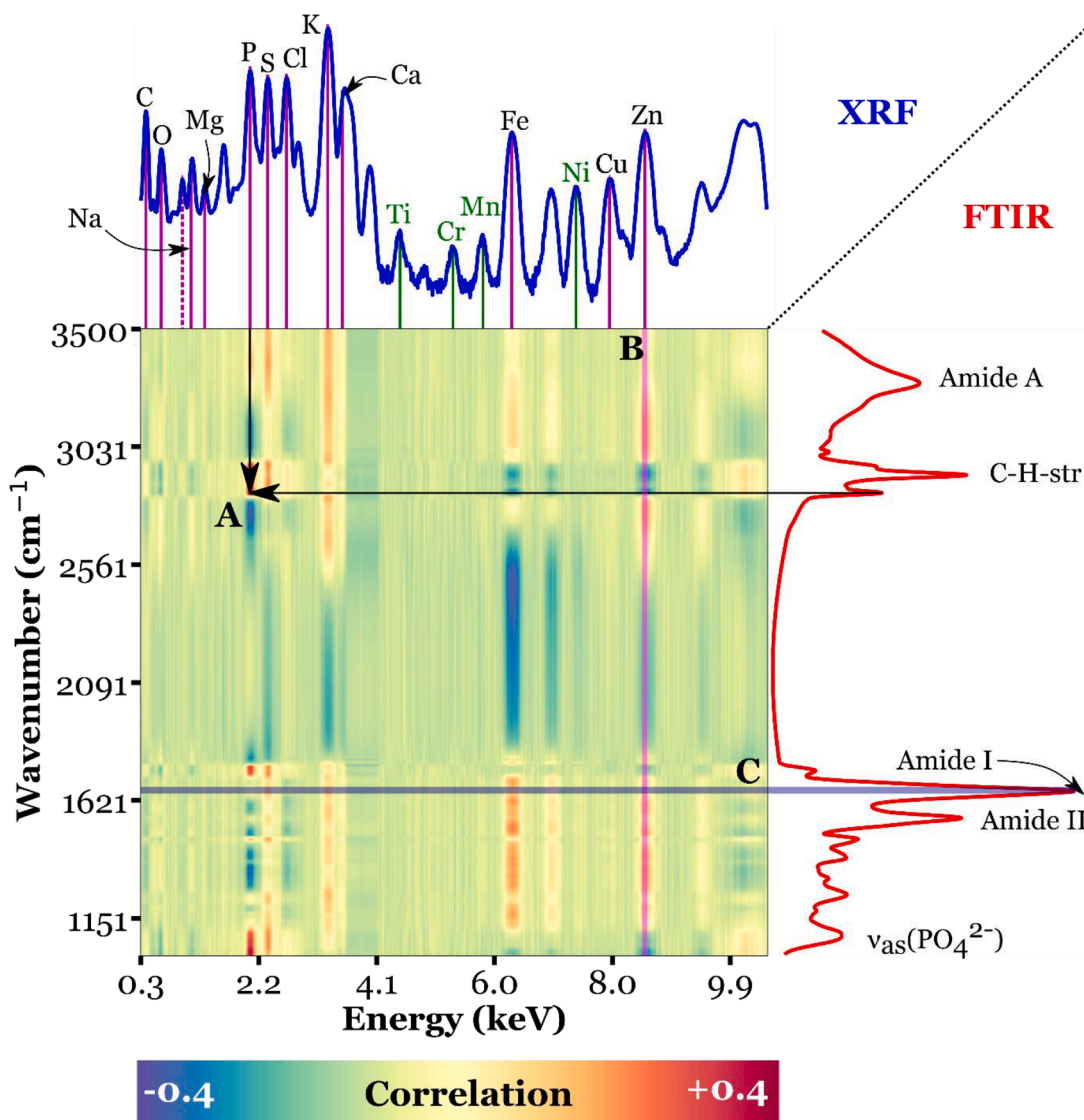 K
P
S
Cl
Ca
C
O
Mg
Na
Ti
Cr
Mn
Fe
Ni
Cu
Zn
XRF
FTIR
3500
3031
2561
2091
1621
1151
Wavenumber (cm⁻¹)
A
B
C
Amide A
C-H-str
Amide I
Amide II
νas(PO₄²⁻)
0.3 2.2 4.1 6.0 8.0 9.9
Energy (keV)
-0.4 Correlation +0.4